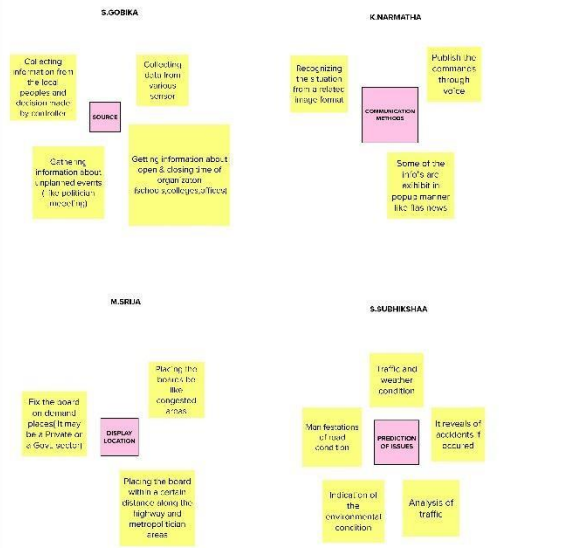 S.GOBIKA
Collecting
information from
the local
peoples and
decision made
by controller
Collecting
data from
various
sensor
SOURCE
Gathering
information about
unplanned events
( like politician
meeting)
Getting information about
open & closing time of
organization
(schools,colleges,offices)
K.NARMATHA
Recognizing
the situation
from a related
image format
Publish the
commands
through
voice
COMMUNICATION
METHODS
Some of the
info's are
exihibit in
popup manner
like flas news
M.SRIJA
Fix the board
on demand
places( It may
be a Private or
a Govt. sector)
Placing the
boards be
like
congested
areas
DISPLAY
LOCATION
Placing the board
within a certain
distance along the
highway and
metropolitician
areas
S.SUBHIKSHAA
Traffic and
weather
condition
Manifestations
of road
condition
PREDICTION
OF ISSUES
It reveals of
accidents if
occured
Indication of
the
environmental
condition
Analysis of
traffic